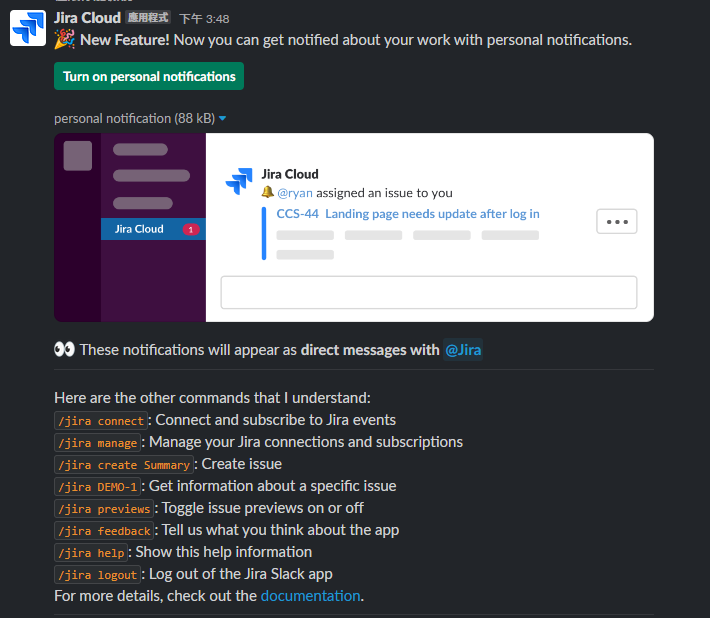 Jira Cloud 應用程式 下午 3:48
🎉 New Feature! Now you can get notified about your work with personal notifications.
Turn on personal notifications
personal notification (88 kB)
Jira Cloud
🔔 @ryan assigned an issue to you
CCS-44 Landing page needs update after log in
Jira Cloud 1
👀 These notifications will appear as direct messages with @Jira
Here are the other commands that I understand:
/jira connect: Connect and subscribe to Jira events
/jira manage: Manage your Jira connections and subscriptions
/jira create Summary: Create issue
/jira DEMO-1: Get information about a specific issue
/jira previews: Toggle issue previews on or off
/jira feedback: Tell us what you think about the app
/jira help: Show this help information
/jira logout: Log out of the Jira Slack app
For more details, check out the documentation.